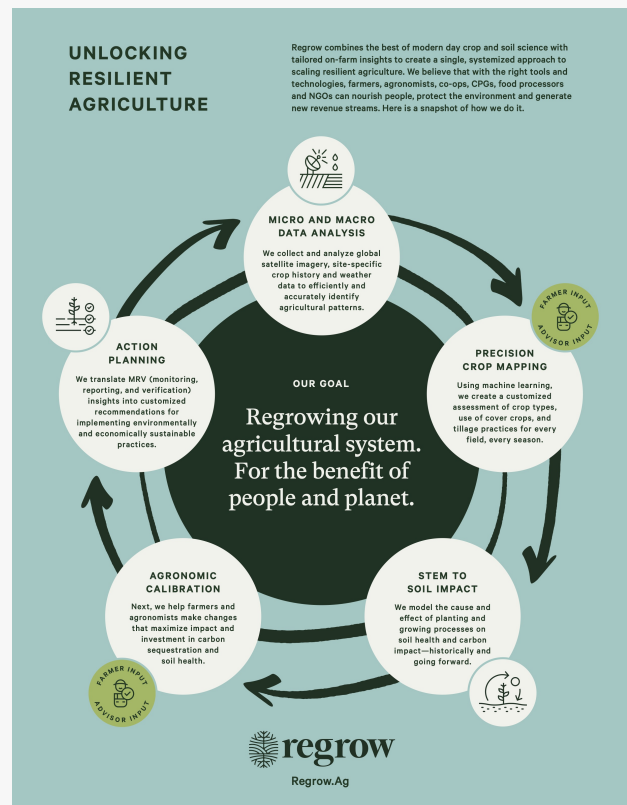 UNLOCKING
RESILIENT
AGRICULTURE
Regrow combines the best of modern day crop and soil science with
tailored on-farm insights to create a single, systemized approach to
scaling resilient agriculture. We believe that with the right tools and
technologies, farmers, agronomists, co-ops, CPGs, food processors
and NGOs can nourish people, protect the environment and generate
new revenue streams. Here is a snapshot of how we do it.
MICRO AND MACRO
DATA ANALYSIS
We collect and analyze global
satellite imagery, site-specific
crop history and weather
data to efficiently and
accurately identify
agricultural patterns.
FARMER INPUT
ADVISOR INPUT
PRECISION
CROP MAPPING
Using machine learning,
we create a customized
assessment of crop types,
use of cover crops, and
tillage practices for every
field, every season.
STEM TO
SOIL IMPACT
We model the cause and
effect of planting and
growing processes on
soil health and carbon
impact—historically and
going forward.
AGRONOMIC
CALIBRATION
Next, we help farmers and
agronomists make changes
that maximize impact and
investment in carbon
sequestration and
soil health.
FARMER INPUT
ADVISOR INPUT
ACTION
PLANNING
We translate MRV (monitoring,
reporting, and verification)
insights into customized
recommendations for
implementing environmentally
and economically sustainable
practices.
OUR GOAL
Regrowing our
agricultural system.
For the benefit of
people and planet.
regrow
Regrow.Ag